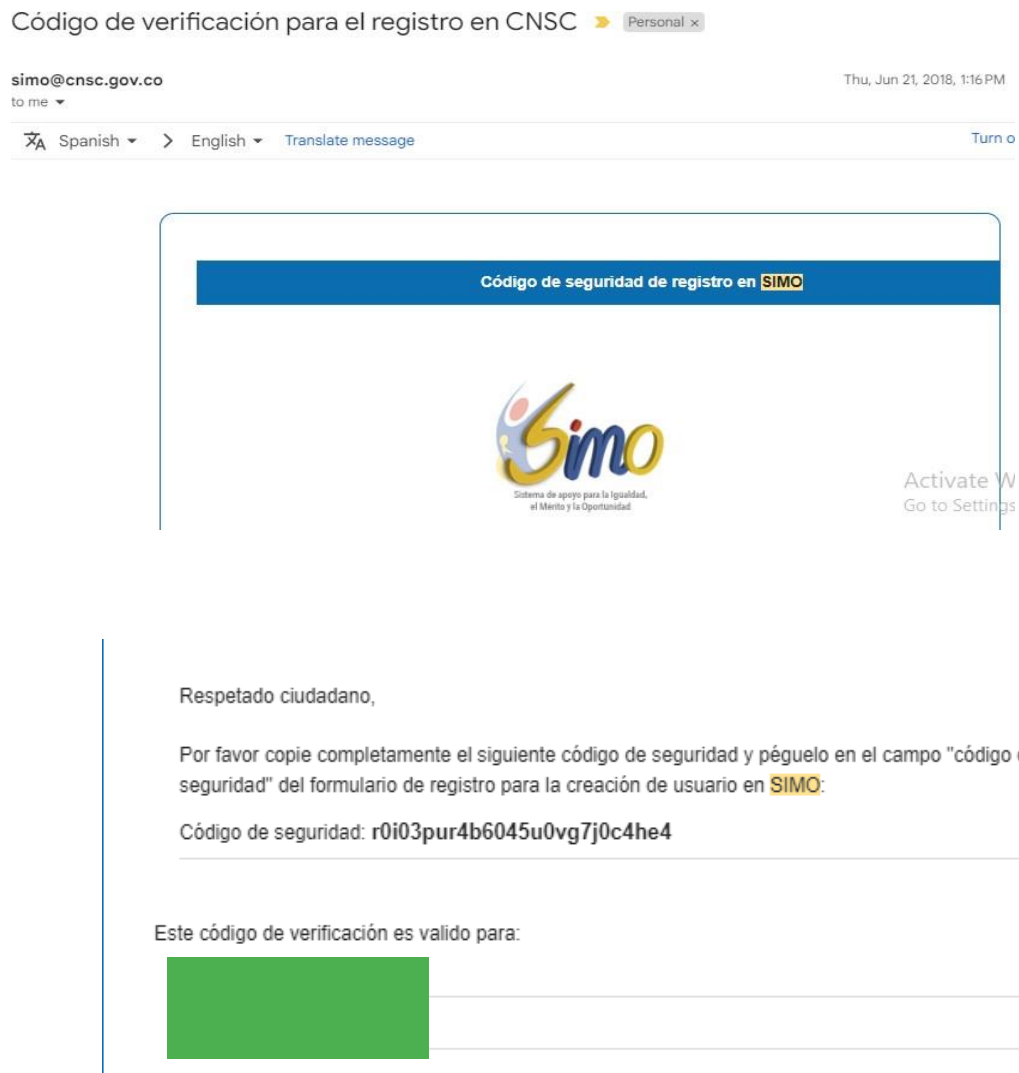 Código de verificación para el registro en CNSC Personal x
simo@cnsc.gov.co Thu, Jun 21, 2018, 1:16 PM
to me
Spanish > English Translate message Turn o
Código de seguridad de registro en SIMO
Simo
Sistema de apoyo para la Igualdad,
el Mérito y la Oportunidad
Activate W
Go to Settings
Respetado ciudadano,
Por favor copie completamente el siguiente código de seguridad y péguelo en el campo "código
seguridad" del formulario de registro para la creación de usuario en SIMO:
Código de seguridad: r0i03pur4b6045u0vg7j0c4he4
Este código de verificación es valido para: